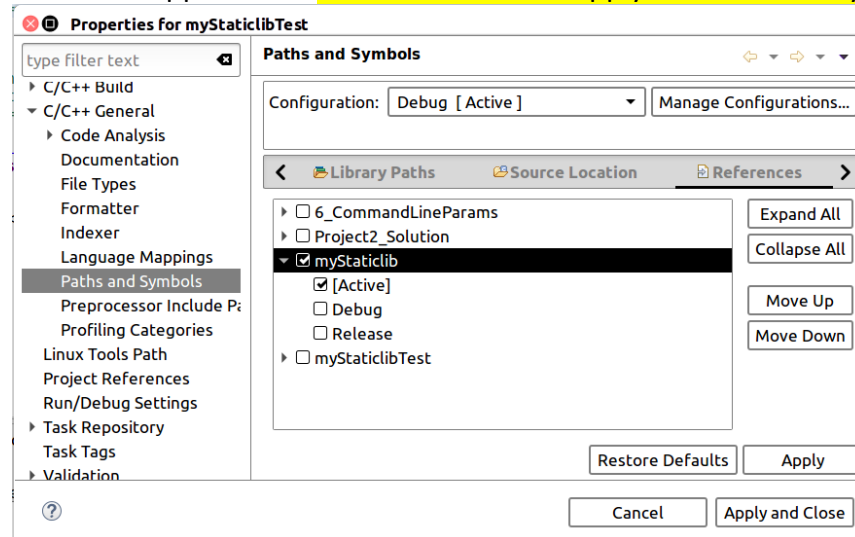 Properties for myStaticlibTest
type filter text
Paths and Symbols
C/C++ Build
C/C++ General
Code Analysis
Documentation
File Types
Formatter
Indexer
Language Mappings
Paths and Symbols
Preprocessor Include Pa
Profiling Categories
Linux Tools Path
Project References
Run/Debug Settings
Task Repository
Task Tags
Validation
Configuration: Debug [ Active ] Manage Configurations...
Library Paths Source Location References
6_CommandLineParams
Project2_Solution
myStaticlib
[Active]
Debug
Release
myStaticlibTest
Expand All
Collapse All
Move Up
Move Down
Restore Defaults Apply
Cancel Apply and Close